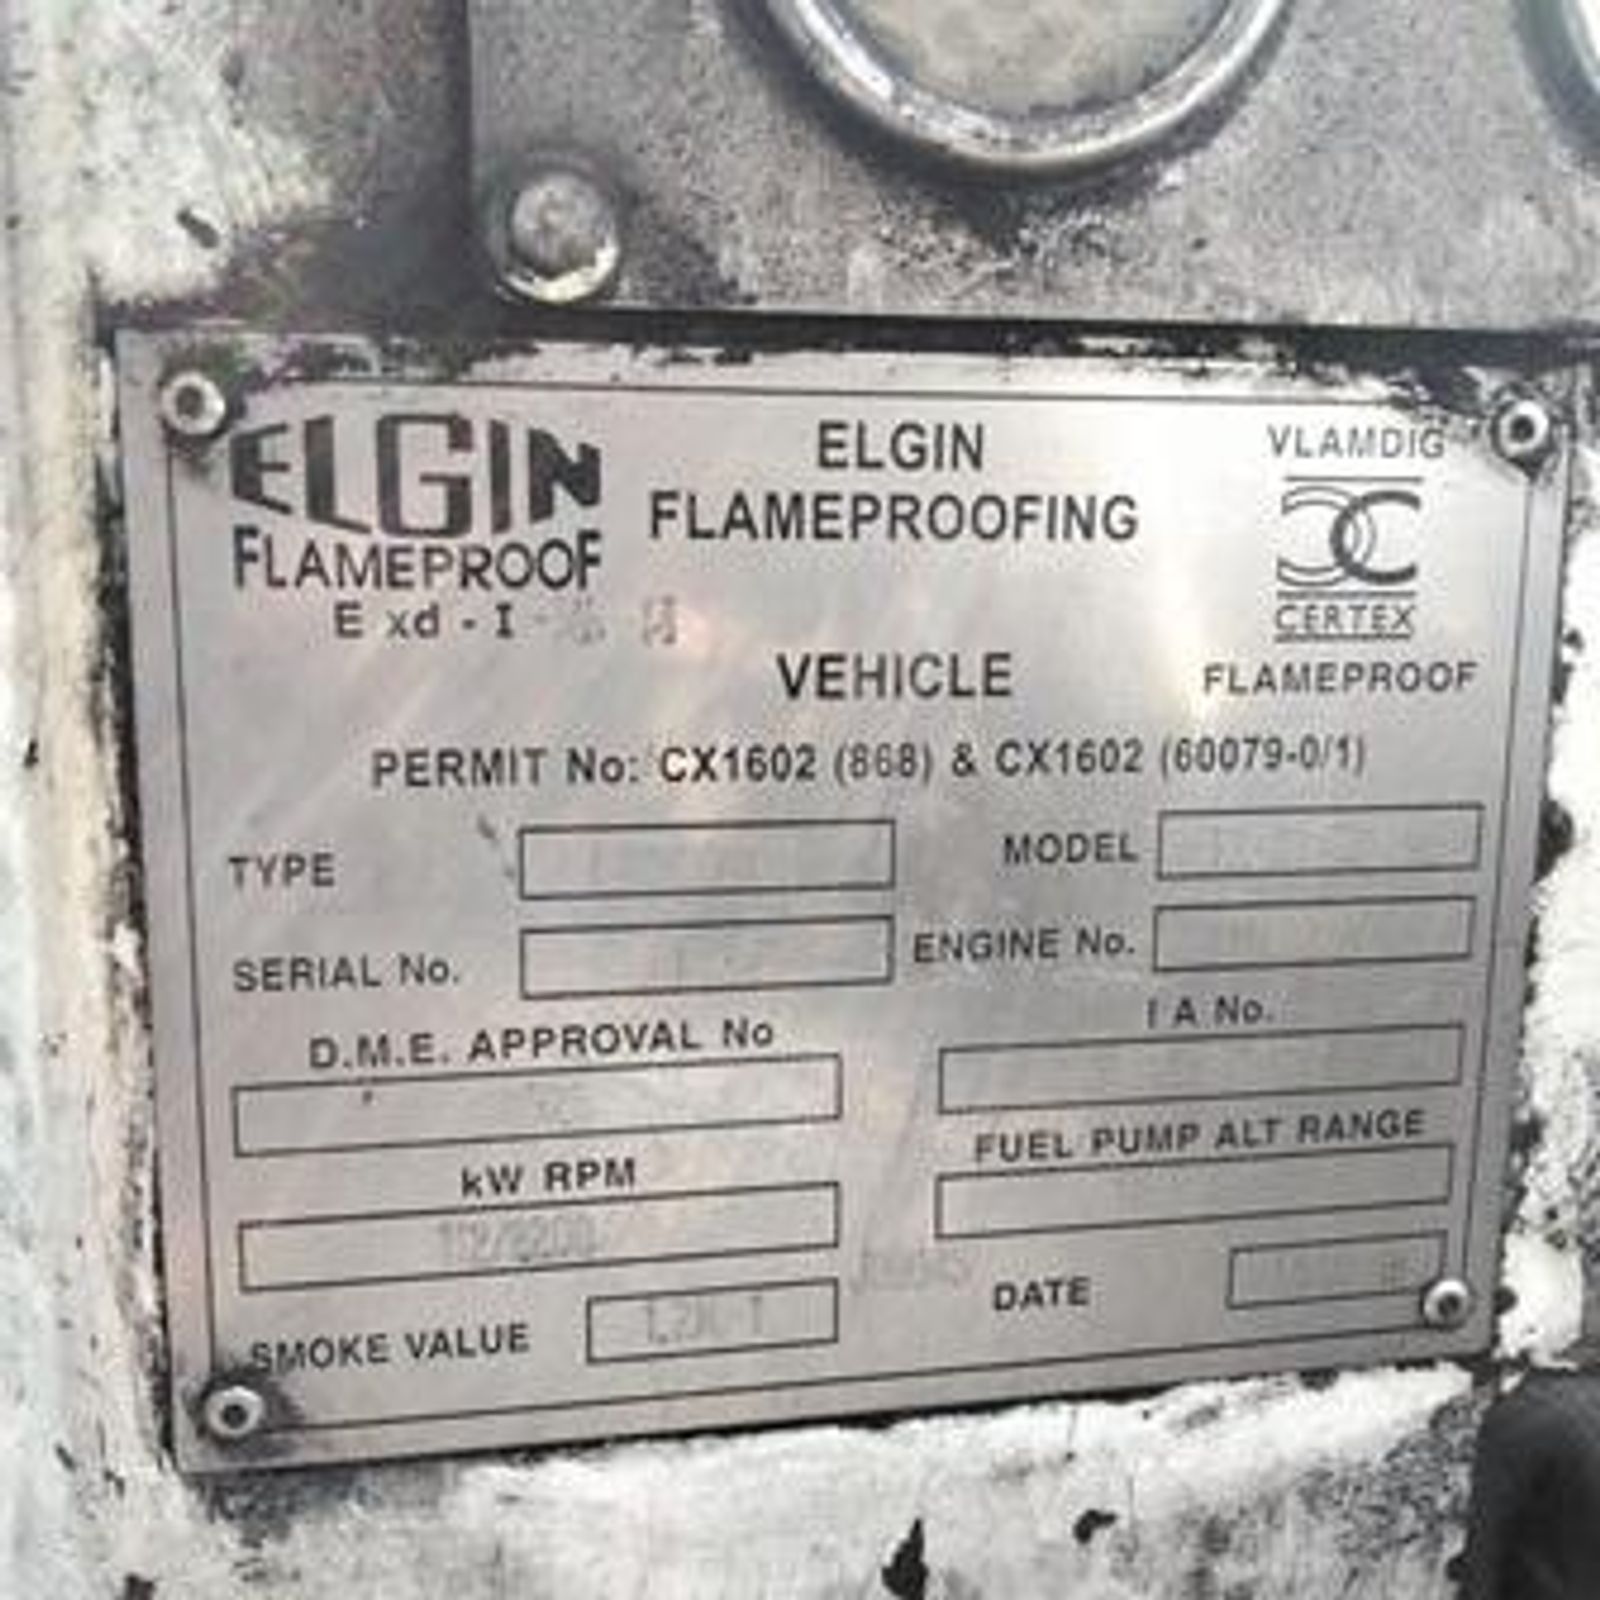 ELGIN
FLAMEPROOF
E xd - I
ELGIN
FLAMEPROOFING
VEHICLE
VLAMDIG
CERTEX
FLAMEPROOF
PERMIT No: CX1602 (868) & CX1602 (60079-0/1)
TYPE
MODEL
SERIAL No.
ENGINE No.
D.M.E. APPROVAL No
I A No.
kW RPM
FUEL PUMP ALT RANGE
SMOKE VALUE
DATE